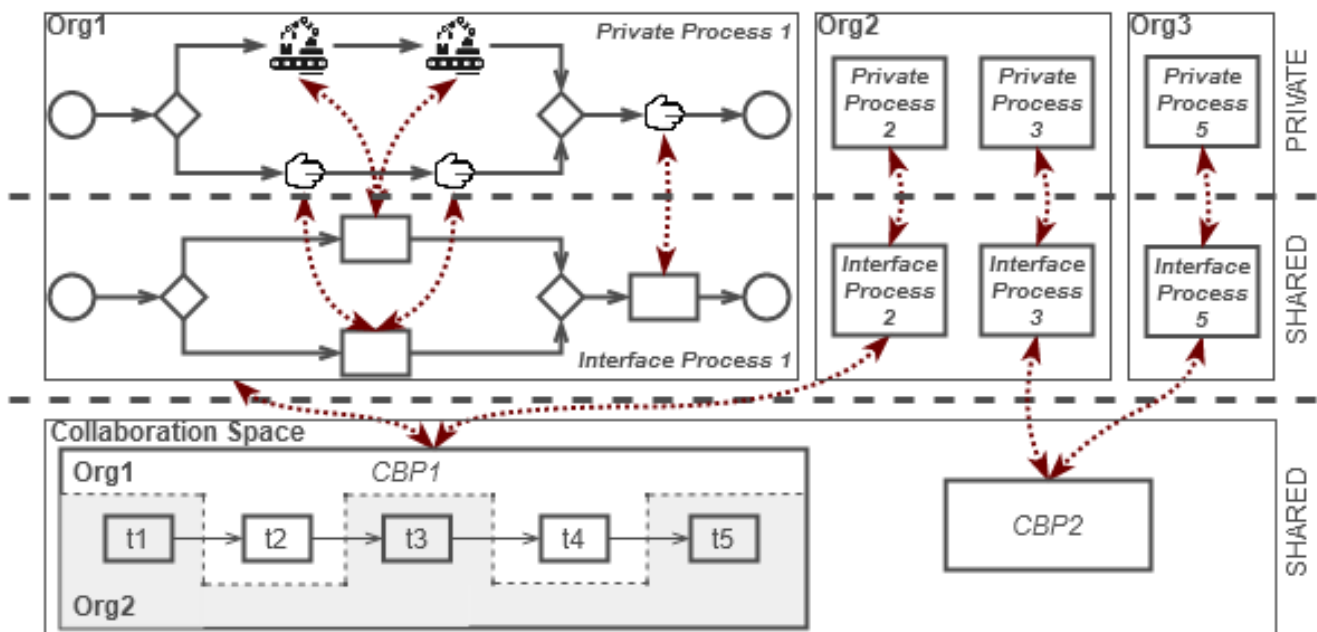 Org1
Private Process 1
Org2
Private
Process
2
Private
Process
3
Org3
Private
Process
5
PRIVATE
Interface Process 1
Interface
Process
2
Interface
Process
3
Interface
Process
5
SHARED
Collaboration Space
Org1
CBP1
t1
t2
t3
t4
t5
Org2
CBP2
SHARED